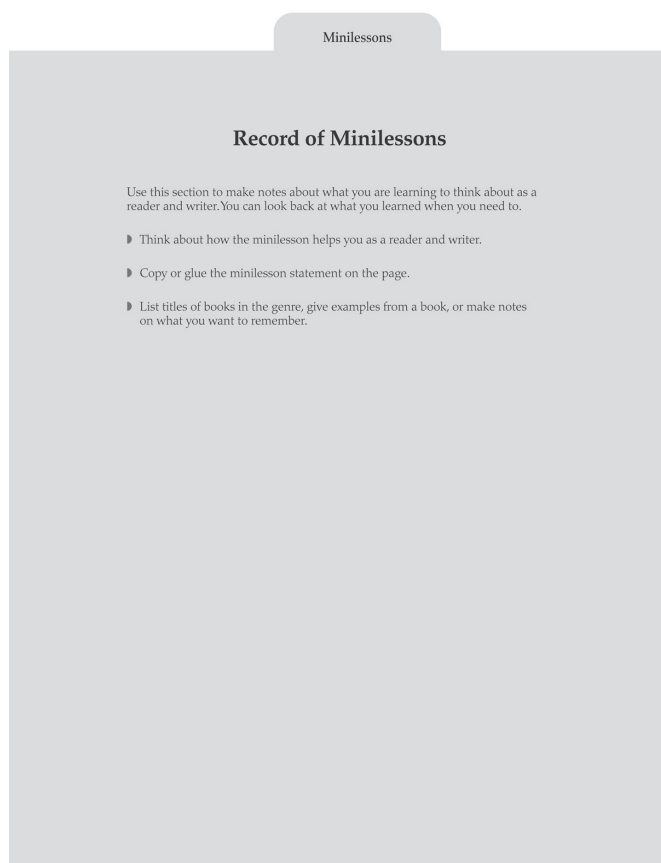 Minilessons
Record of Minilessons
Use this section to make notes about what you are learning to think about as a
reader and writer. You can look back at what you learned when you need to.
Think about how the minilesson helps you as a reader and writer.
Copy or glue the minilesson statement on the page.
List titles of books in the genre, give examples from a book, or make notes
on what you want to remember.